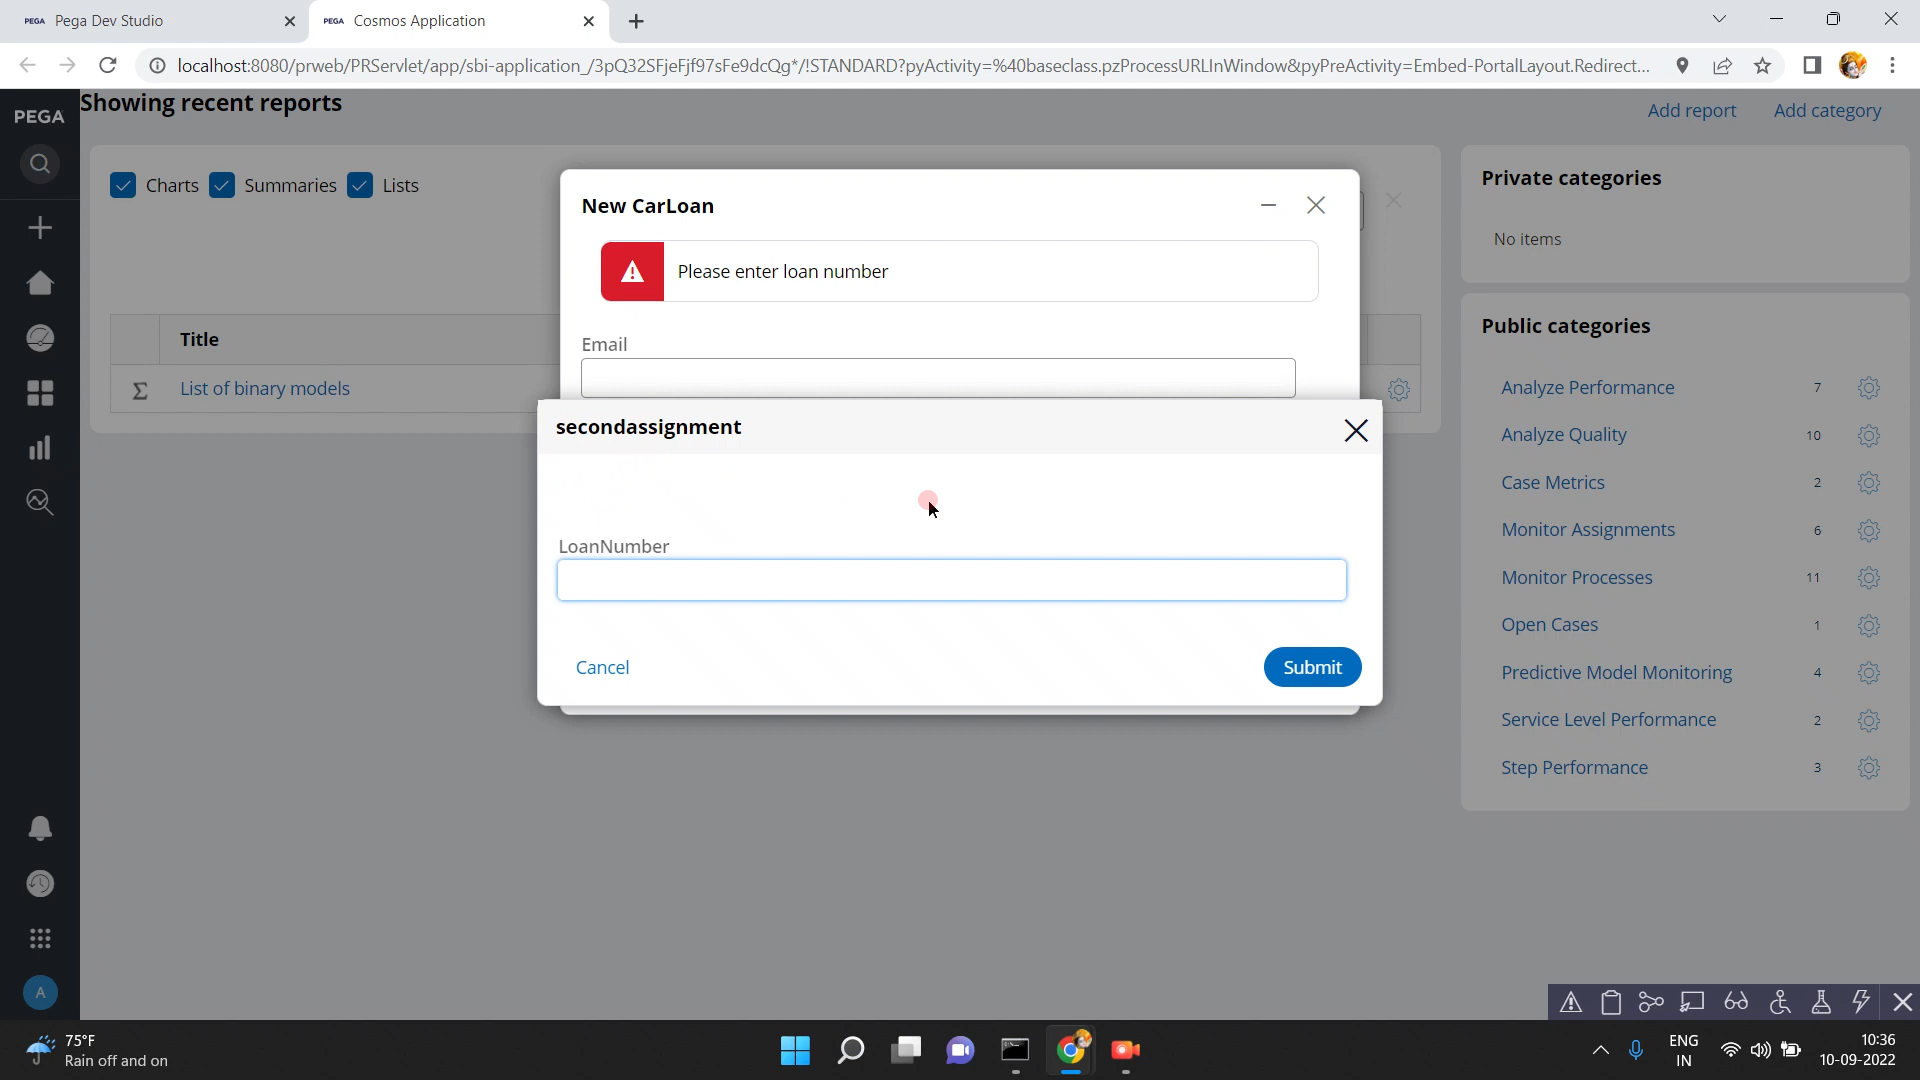 PEGA Pega Dev Studio
PEGA Cosmos Application
localhost:8080/prweb/PRServlet/app/sbi-application_/3pQ32SFjeFjf97sFe9dcQg*/!STANDARD?pyActivity=%40baseclass.pzProcessURLInWindow&pyPreActivity=Embed-PortalLayout.Redirect...
PEGA
Showing recent reports
Add report
Add category
Charts
Summaries
Lists
Title
List of binary models
New CarLoan
Please enter loan number
Email
secondassignment
LoanNumber
Cancel
Submit
Private categories
No items
Public categories
Analyze Performance 7
Analyze Quality 10
Case Metrics 2
Monitor Assignments 6
Monitor Processes 11
Open Cases 1
Predictive Model Monitoring 4
Service Level Performance 2
Step Performance 3
A
75°F
Rain off and on
ENG
IN
10:36
10-09-2022